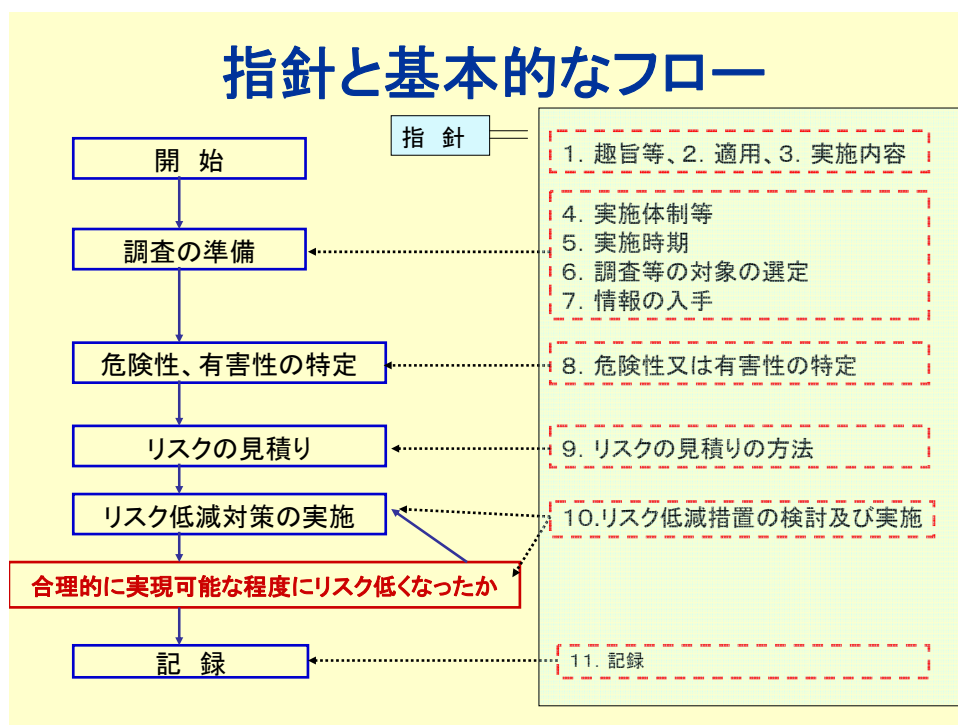 指針と基本的なフロー
指 針
開 始
調査の準備
危険性、有害性の特定
リスクの見積り
リスク低減対策の実施
合理的に実現可能な程度にリスク低くなったか
記 録
1. 趣旨等、2. 適用、3. 実施内容
4. 実施体制等
5. 実施時期
6. 調査等の対象の選定
7. 情報の入手
8. 危険性又は有害性の特定
9. リスクの見積りの方法
10.リスク低減措置の検討及び実施
11. 記録